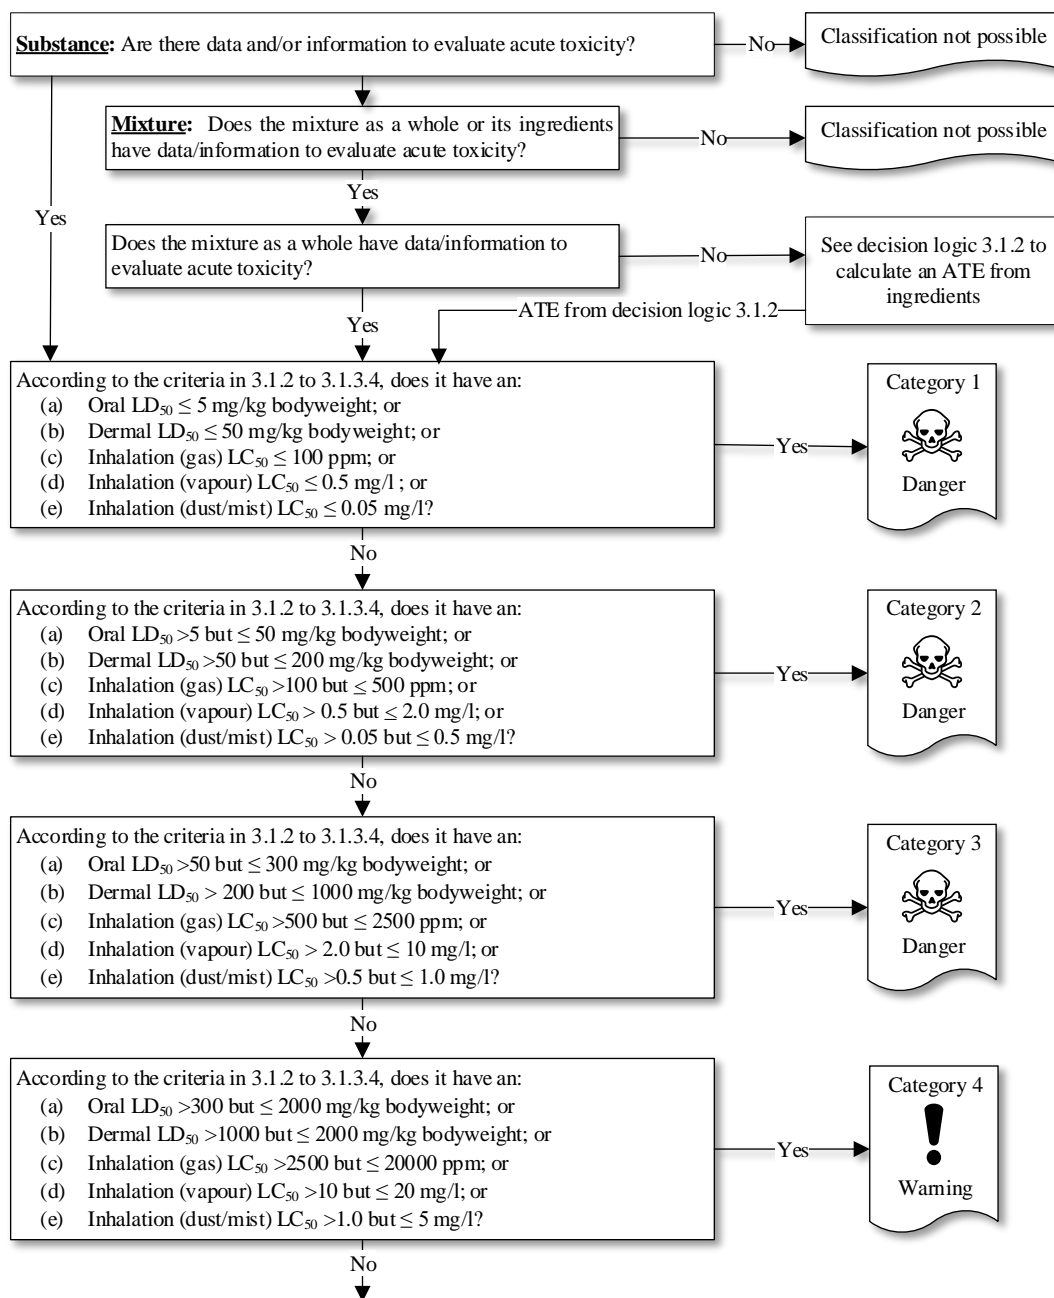 Substance: Are there data and/or information to evaluate acute toxicity?
No
Classification not possible
Mixture: Does the mixture as a whole or its ingredients
have data/information to evaluate acute toxicity?
No
Classification not possible
Yes
Yes
Does the mixture as a whole have data/information to
evaluate acute toxicity?
No
See decision logic 3.1.2 to
calculate an ATE from
ingredients
ATE from decision logic 3.1.2
Yes
According to the criteria in 3.1.2 to 3.1.3.4, does it have an:
(a) Oral LD50 ≤ 5 mg/kg bodyweight; or
(b) Dermal LD50 ≤ 50 mg/kg bodyweight; or
(c) Inhalation (gas) LC50 ≤ 100 ppm; or
(d) Inhalation (vapour) LC50 ≤ 0.5 mg/l ; or
(e) Inhalation (dust/mist) LC50 ≤ 0.05 mg/l?
Yes
Category 1
Danger
No
According to the criteria in 3.1.2 to 3.1.3.4, does it have an:
(a) Oral LD50 >5 but ≤ 50 mg/kg bodyweight; or
(b) Dermal LD50 >50 but ≤ 200 mg/kg bodyweight; or
(c) Inhalation (gas) LC50 >100 but ≤ 500 ppm; or
(d) Inhalation (vapour) LC50 > 0.5 but ≤ 2.0 mg/l; or
(e) Inhalation (dust/mist) LC50 > 0.05 but ≤ 0.5 mg/l?
Yes
Category 2
Danger
No
According to the criteria in 3.1.2 to 3.1.3.4, does it have an:
(a) Oral LD50 >50 but ≤ 300 mg/kg bodyweight; or
(b) Dermal LD50 > 200 but ≤ 1000 mg/kg bodyweight; or
(c) Inhalation (gas) LC50 >500 but ≤ 2500 ppm; or
(d) Inhalation (vapour) LC50 > 2.0 but ≤ 10 mg/l; or
(e) Inhalation (dust/mist) LC50 >0.5 but ≤ 1.0 mg/l?
Yes
Category 3
Danger
No
According to the criteria in 3.1.2 to 3.1.3.4, does it have an:
(a) Oral LD50 >300 but ≤ 2000 mg/kg bodyweight; or
(b) Dermal LD50 >1000 but ≤ 2000 mg/kg bodyweight; or
(c) Inhalation (gas) LC50 >2500 but ≤ 20000 ppm; or
(d) Inhalation (vapour) LC50 >10 but ≤ 20 mg/l; or
(e) Inhalation (dust/mist) LC50 >1.0 but ≤ 5 mg/l?
Yes
Category 4
Warning
No